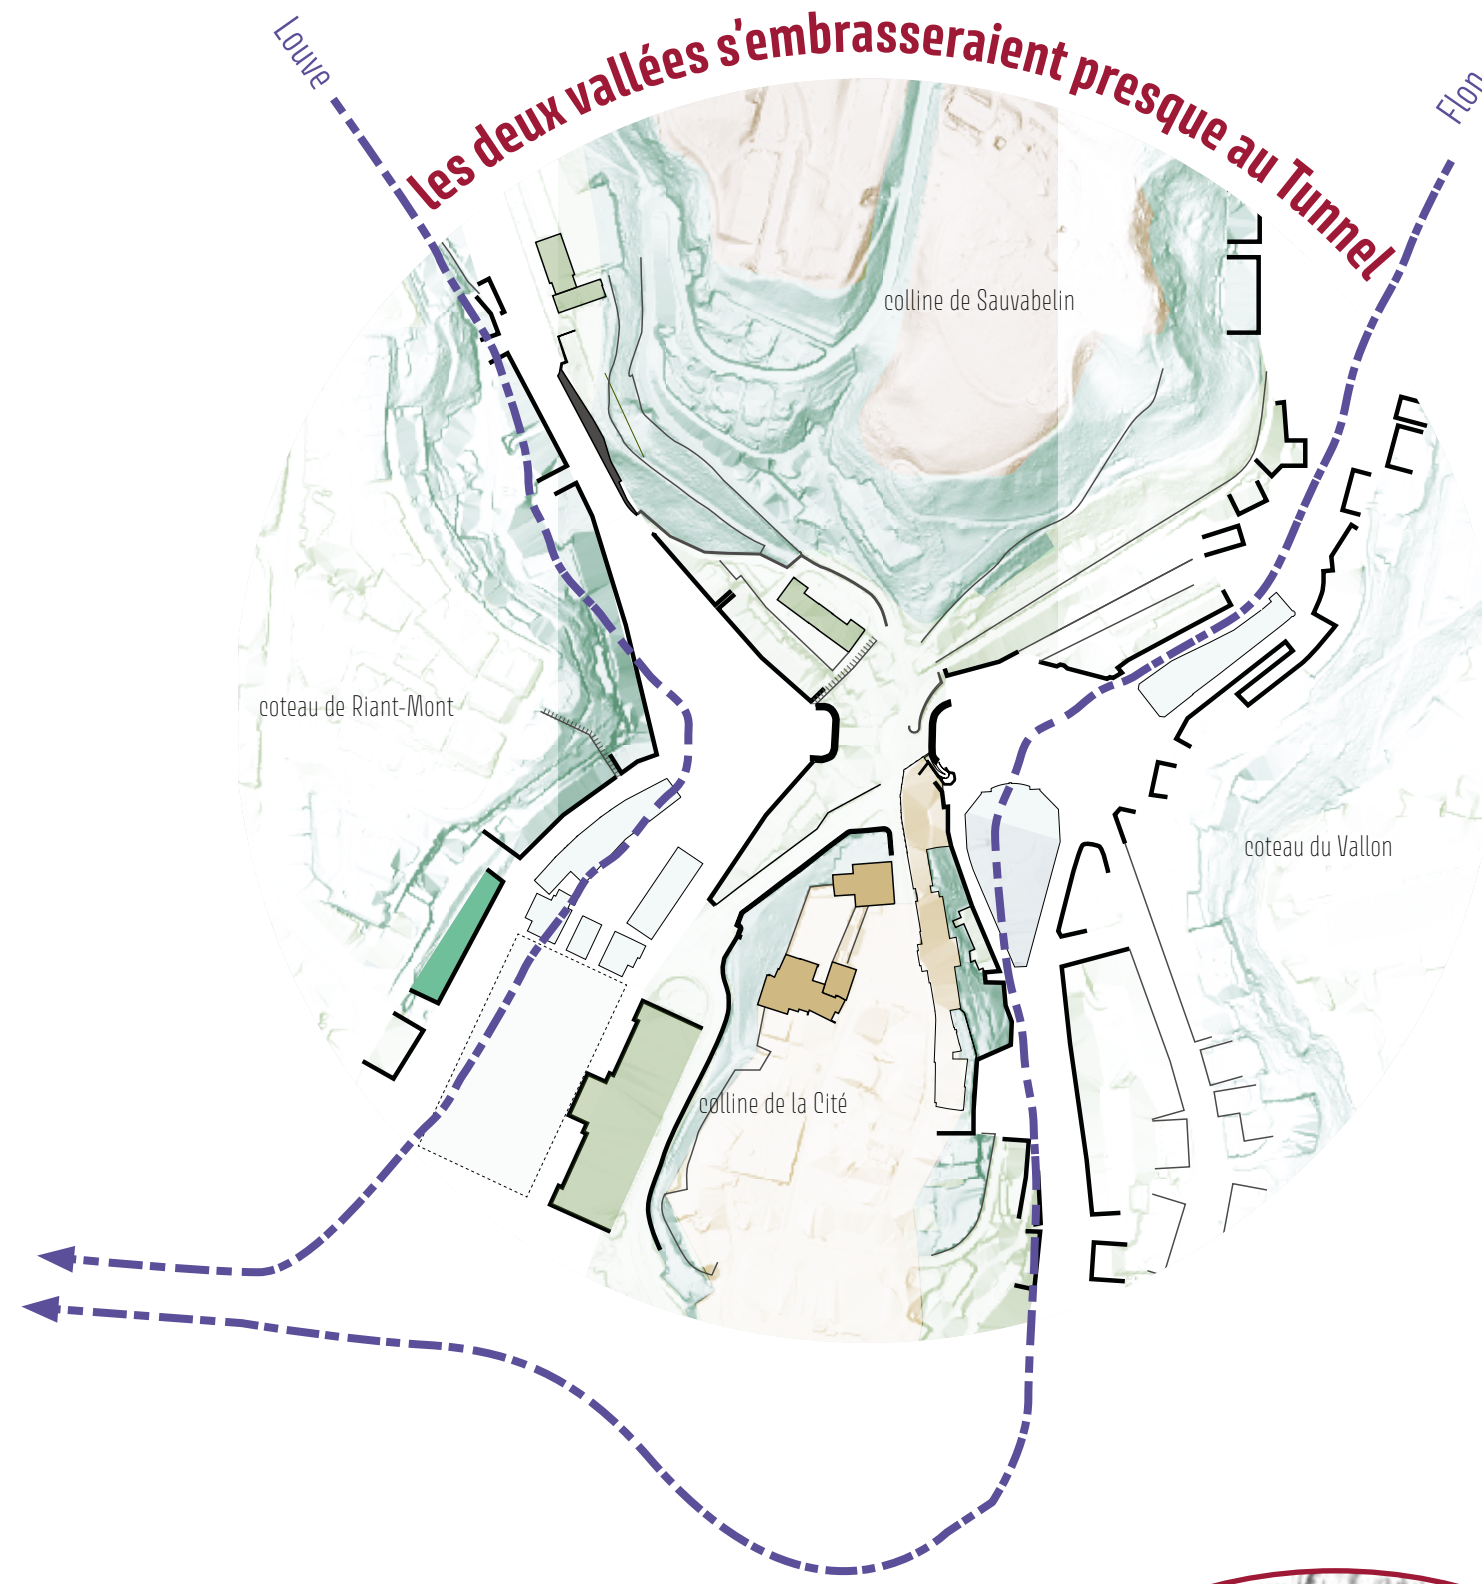 les deux vallées s'embrasseraient presque au Tunnel
Louve
Flon
colline de Sauvabelin
coteau de Riant-Mont
coteau du Vallon
colline de la Cité